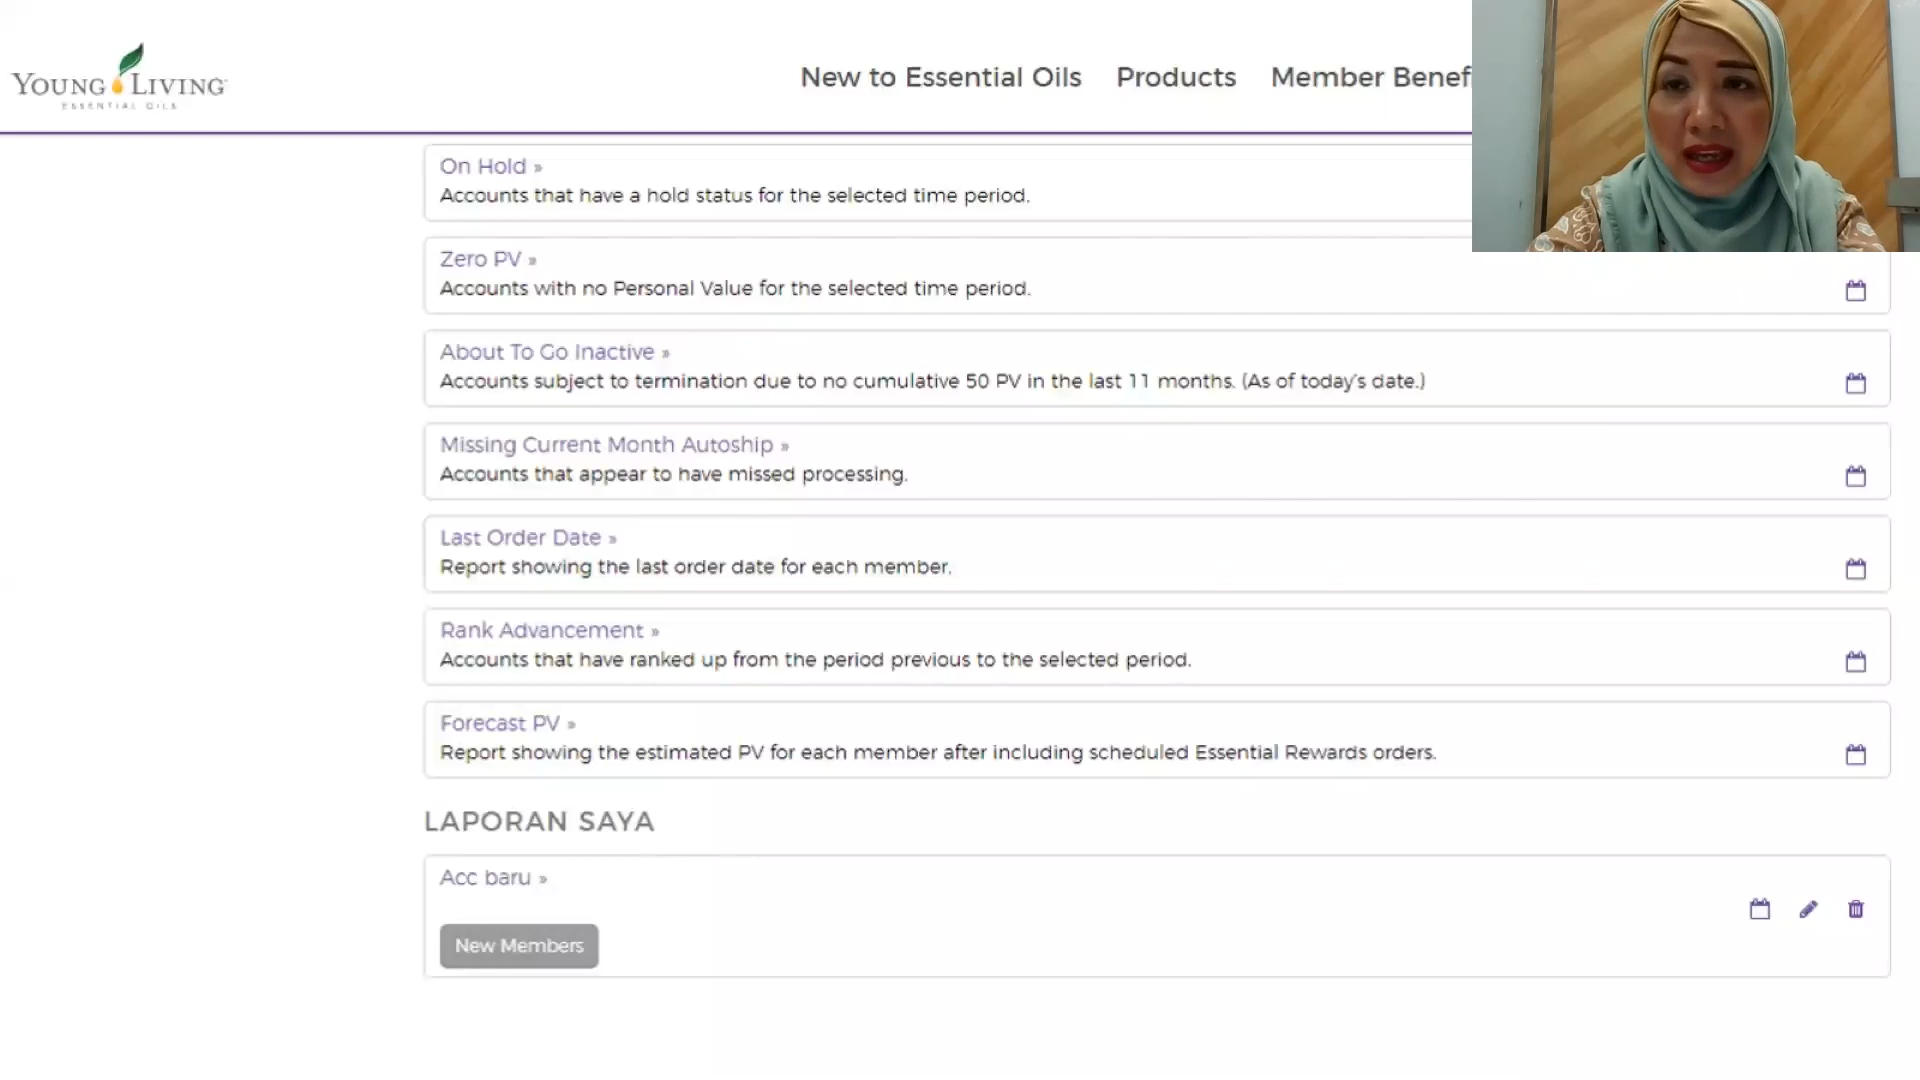 YOUNG LIVING
ESSENTIAL OILS
New to Essential Oils Products Member Benef
On Hold »
Accounts that have a hold status for the selected time period.
Zero PV »
Accounts with no Personal Value for the selected time period.
About To Go Inactive »
Accounts subject to termination due to no cumulative 50 PV in the last 11 months. (As of today's date.)
Missing Current Month Autoship »
Accounts that appear to have missed processing.
Last Order Date »
Report showing the last order date for each member.
Rank Advancement »
Accounts that have ranked up from the period previous to the selected period.
Forecast PV »
Report showing the estimated PV for each member after including scheduled Essential Rewards orders.
LAPORAN SAYA
Acc baru »
New Members